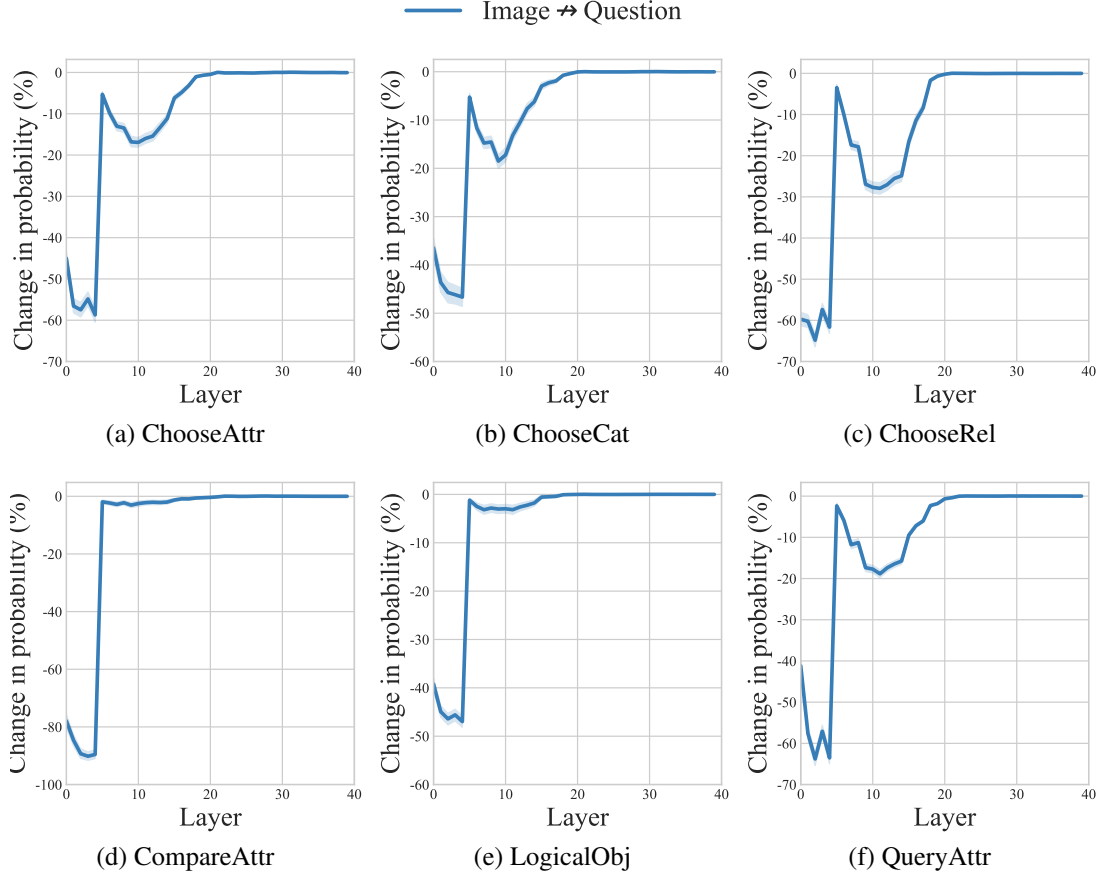 Image ↛ Question
Change in probability (%)
0
-10
-20
-30
-40
-50
-60
-70
0 10 20 30 40
Layer
(a) ChooseAttr
Change in probability (%)
0
-10
-20
-30
-40
-50
-60
0 10 20 30 40
Layer
(b) ChooseCat
Change in probability (%)
0
-10
-20
-30
-40
-50
-60
-70
0 10 20 30 40
Layer
(c) ChooseRel
Change in probability (%)
0
-20
-40
-60
-80
-100
0 10 20 30 40
Layer
(d) CompareAttr
Change in probability (%)
0
-10
-20
-30
-40
-50
-60
0 10 20 30 40
Layer
(e) LogicalObj
Change in probability (%)
0
-10
-20
-30
-40
-50
-60
-70
0 10 20 30 40
Layer
(f) QueryAttr